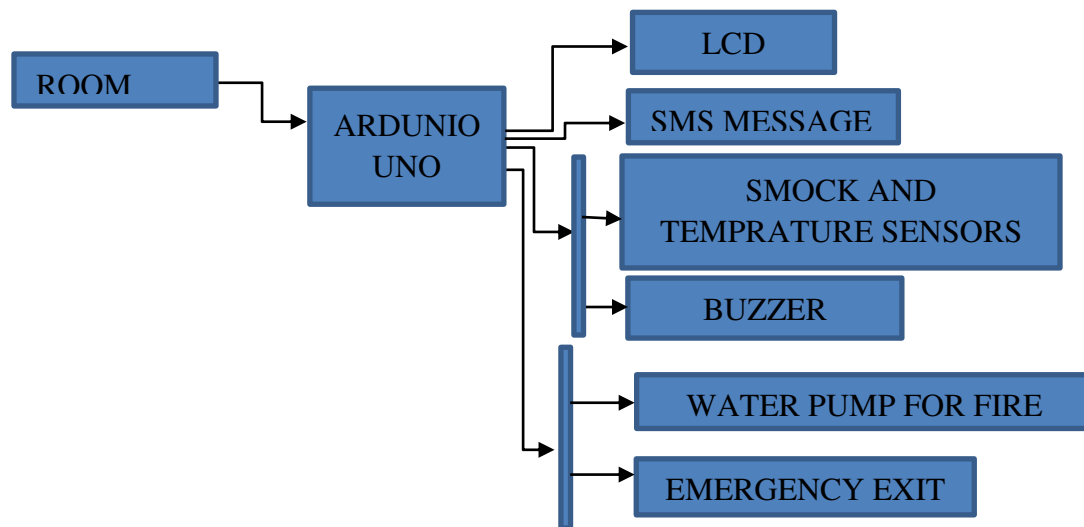 LCD
ROOM
ARDUNIO
UNO
SMS MESSAGE
SMOCK AND
TEMPRATURE SENSORS
BUZZER
WATER PUMP FOR FIRE
EMERGENCY EXIT